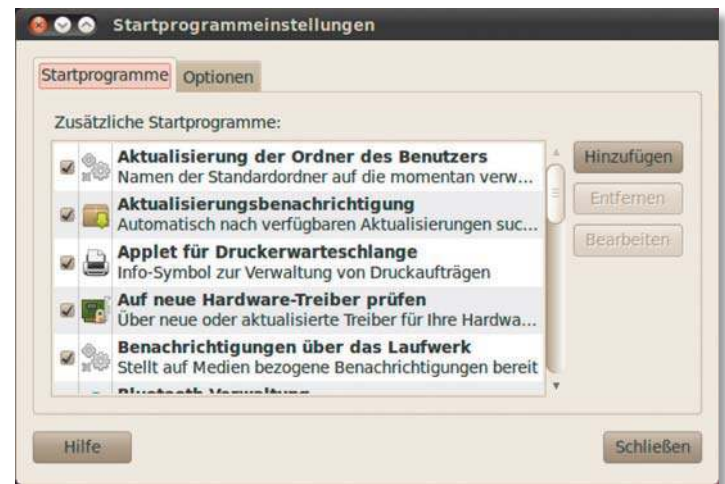 Startprogrammeinstellungen
Startprogramme Optionen
Zusätzliche Startprogramme:
Aktualisierung der Ordner des Benutzers
Namen der Standardordner auf die momentan verw...
Aktualisierungsbenachrichtigung
Automatisch nach verfügbaren Aktualisierungen suc...
Applet für Druckerwarteschlange
Info-Symbol zur Verwaltung von Druckaufträgen
Auf neue Hardware-Treiber prüfen
Über neue oder aktualisierte Treiber für Ihre Hardwa...
Benachrichtigungen über das Laufwerk
Stellt auf Medien bezogene Benachrichtigungen bereit
Hinzufügen
Entfernen
Bearbeiten
Hilfe
Schließen